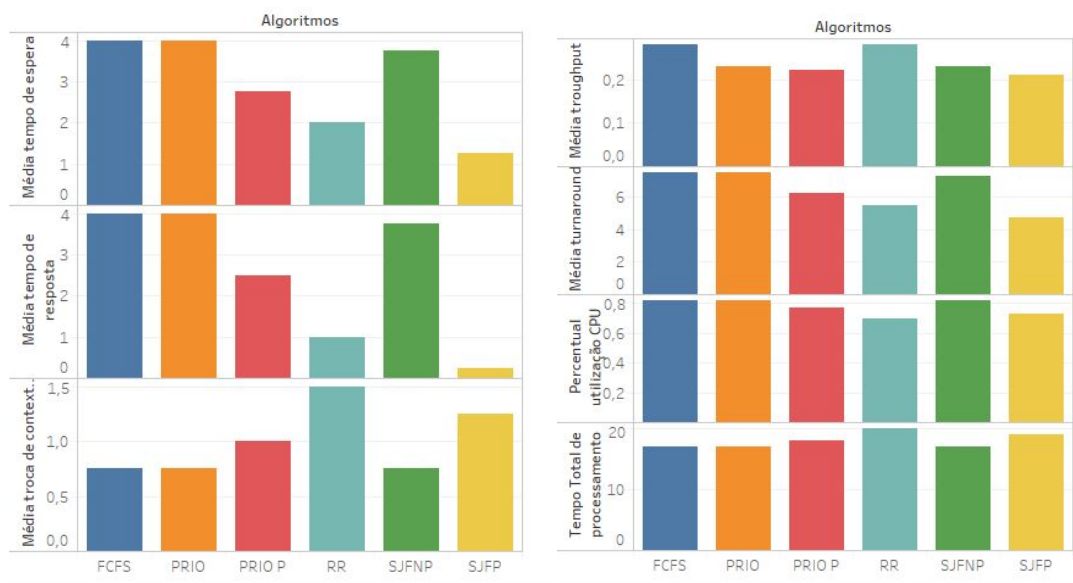 Algoritmos
Média tempo de espera
4
3
2
1
0
Média tempo de
resposta
4
3
2
1
0
Média troca de context..
1,5
1,0
0,5
0,0
FCFS PRIO PRIO P RR SJFNP SJFP
Algoritmos
Média troughput
0,2
0,1
0,0
Média turnaround
6
4
2
0
Percentual
utilização CPU
0,8
0,6
0,4
0,2
Tempo Total de
processamento
20
10
0
FCFS PRIO PRIO P RR SJFNP SJFP